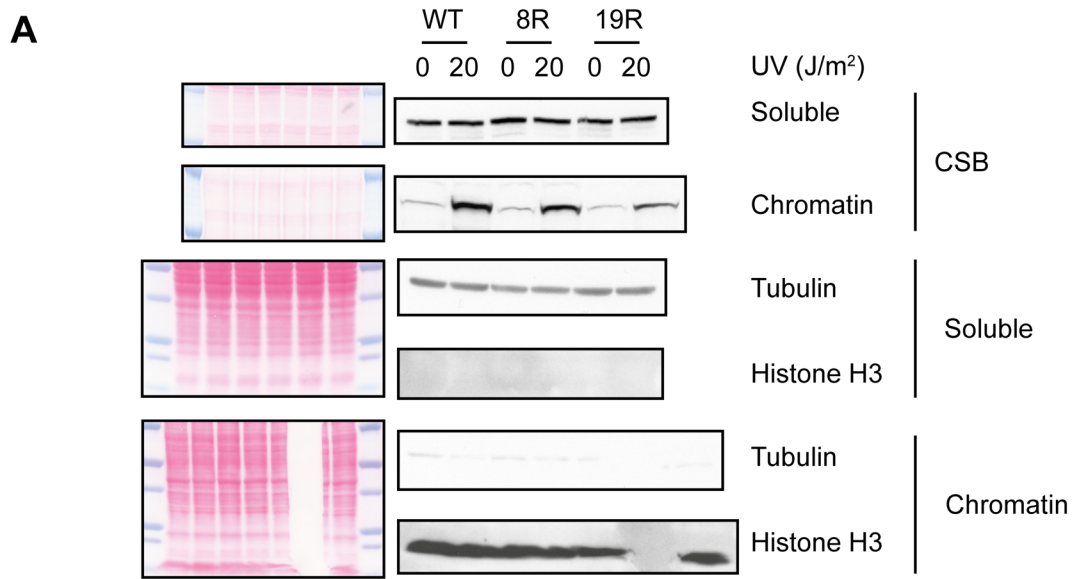 A
WT 8R 19R
0 20 0 20 0 20 UV (J/m²)
Soluble
CSB
Chromatin
Tubulin
Soluble
Histone H3
Tubulin
Chromatin
Histone H3